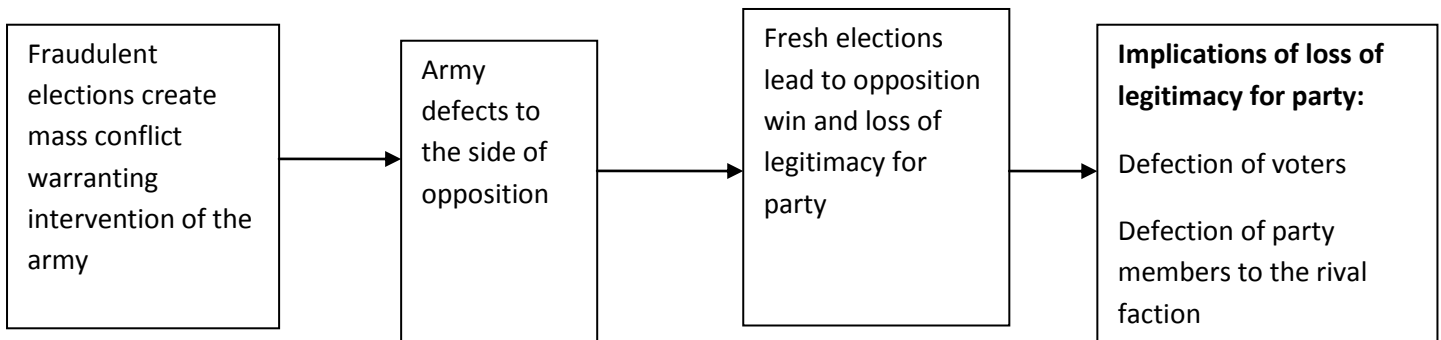 Fraudulent
elections create
mass conflict
warranting
intervention of the
army
Army
defects to
the side of
opposition
Fresh elections
lead to opposition
win and loss of
legitimacy for
party
Implications of loss of
legitimacy for party:
Defection of voters
Defection of party
members to the rival
faction